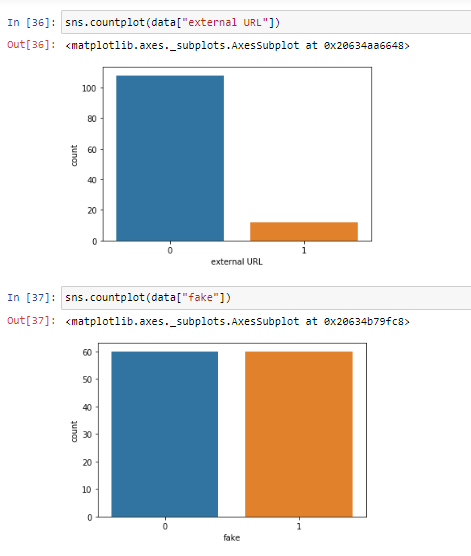 In [36]: sns.countplot(data["external URL"])
Out[36]: <matplotlib.axes._subplots.AxesSubplot at 0x20634aa6648>
100
80
60
40
20
0
count
0 1
external URL
In [37]: sns.countplot(data["fake"])
Out[37]: <matplotlib.axes._subplots.AxesSubplot at 0x20634b79fc8>
60
50
40
30
20
10
0
count
0 1
fake